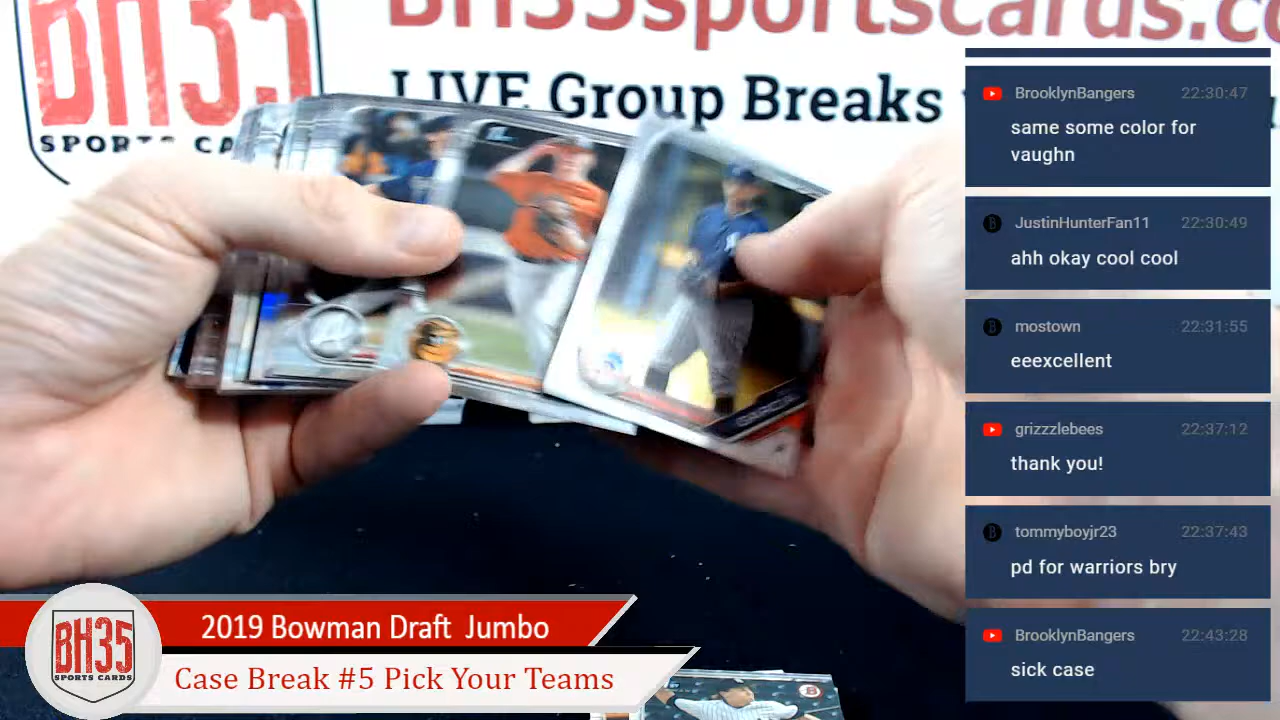 BH35
SPORTS CA
BH35sportscards.co
LIVE Group Breaks
BrooklynBangers 22:30:47
same some color for
vaughn
JustinHunterFan11 22:30:49
ahh okay cool cool
mostown 22:31:55
eeexcellent
grizzzlebees 22:37:12
thank you!
tommyboyjr23 22:37:43
pd for warriors bry
BrooklynBangers 22:43:28
sick case
BH35
SPORTS CARDS
2019 Bowman Draft Jumbo
Case Break #5 Pick Your Teams